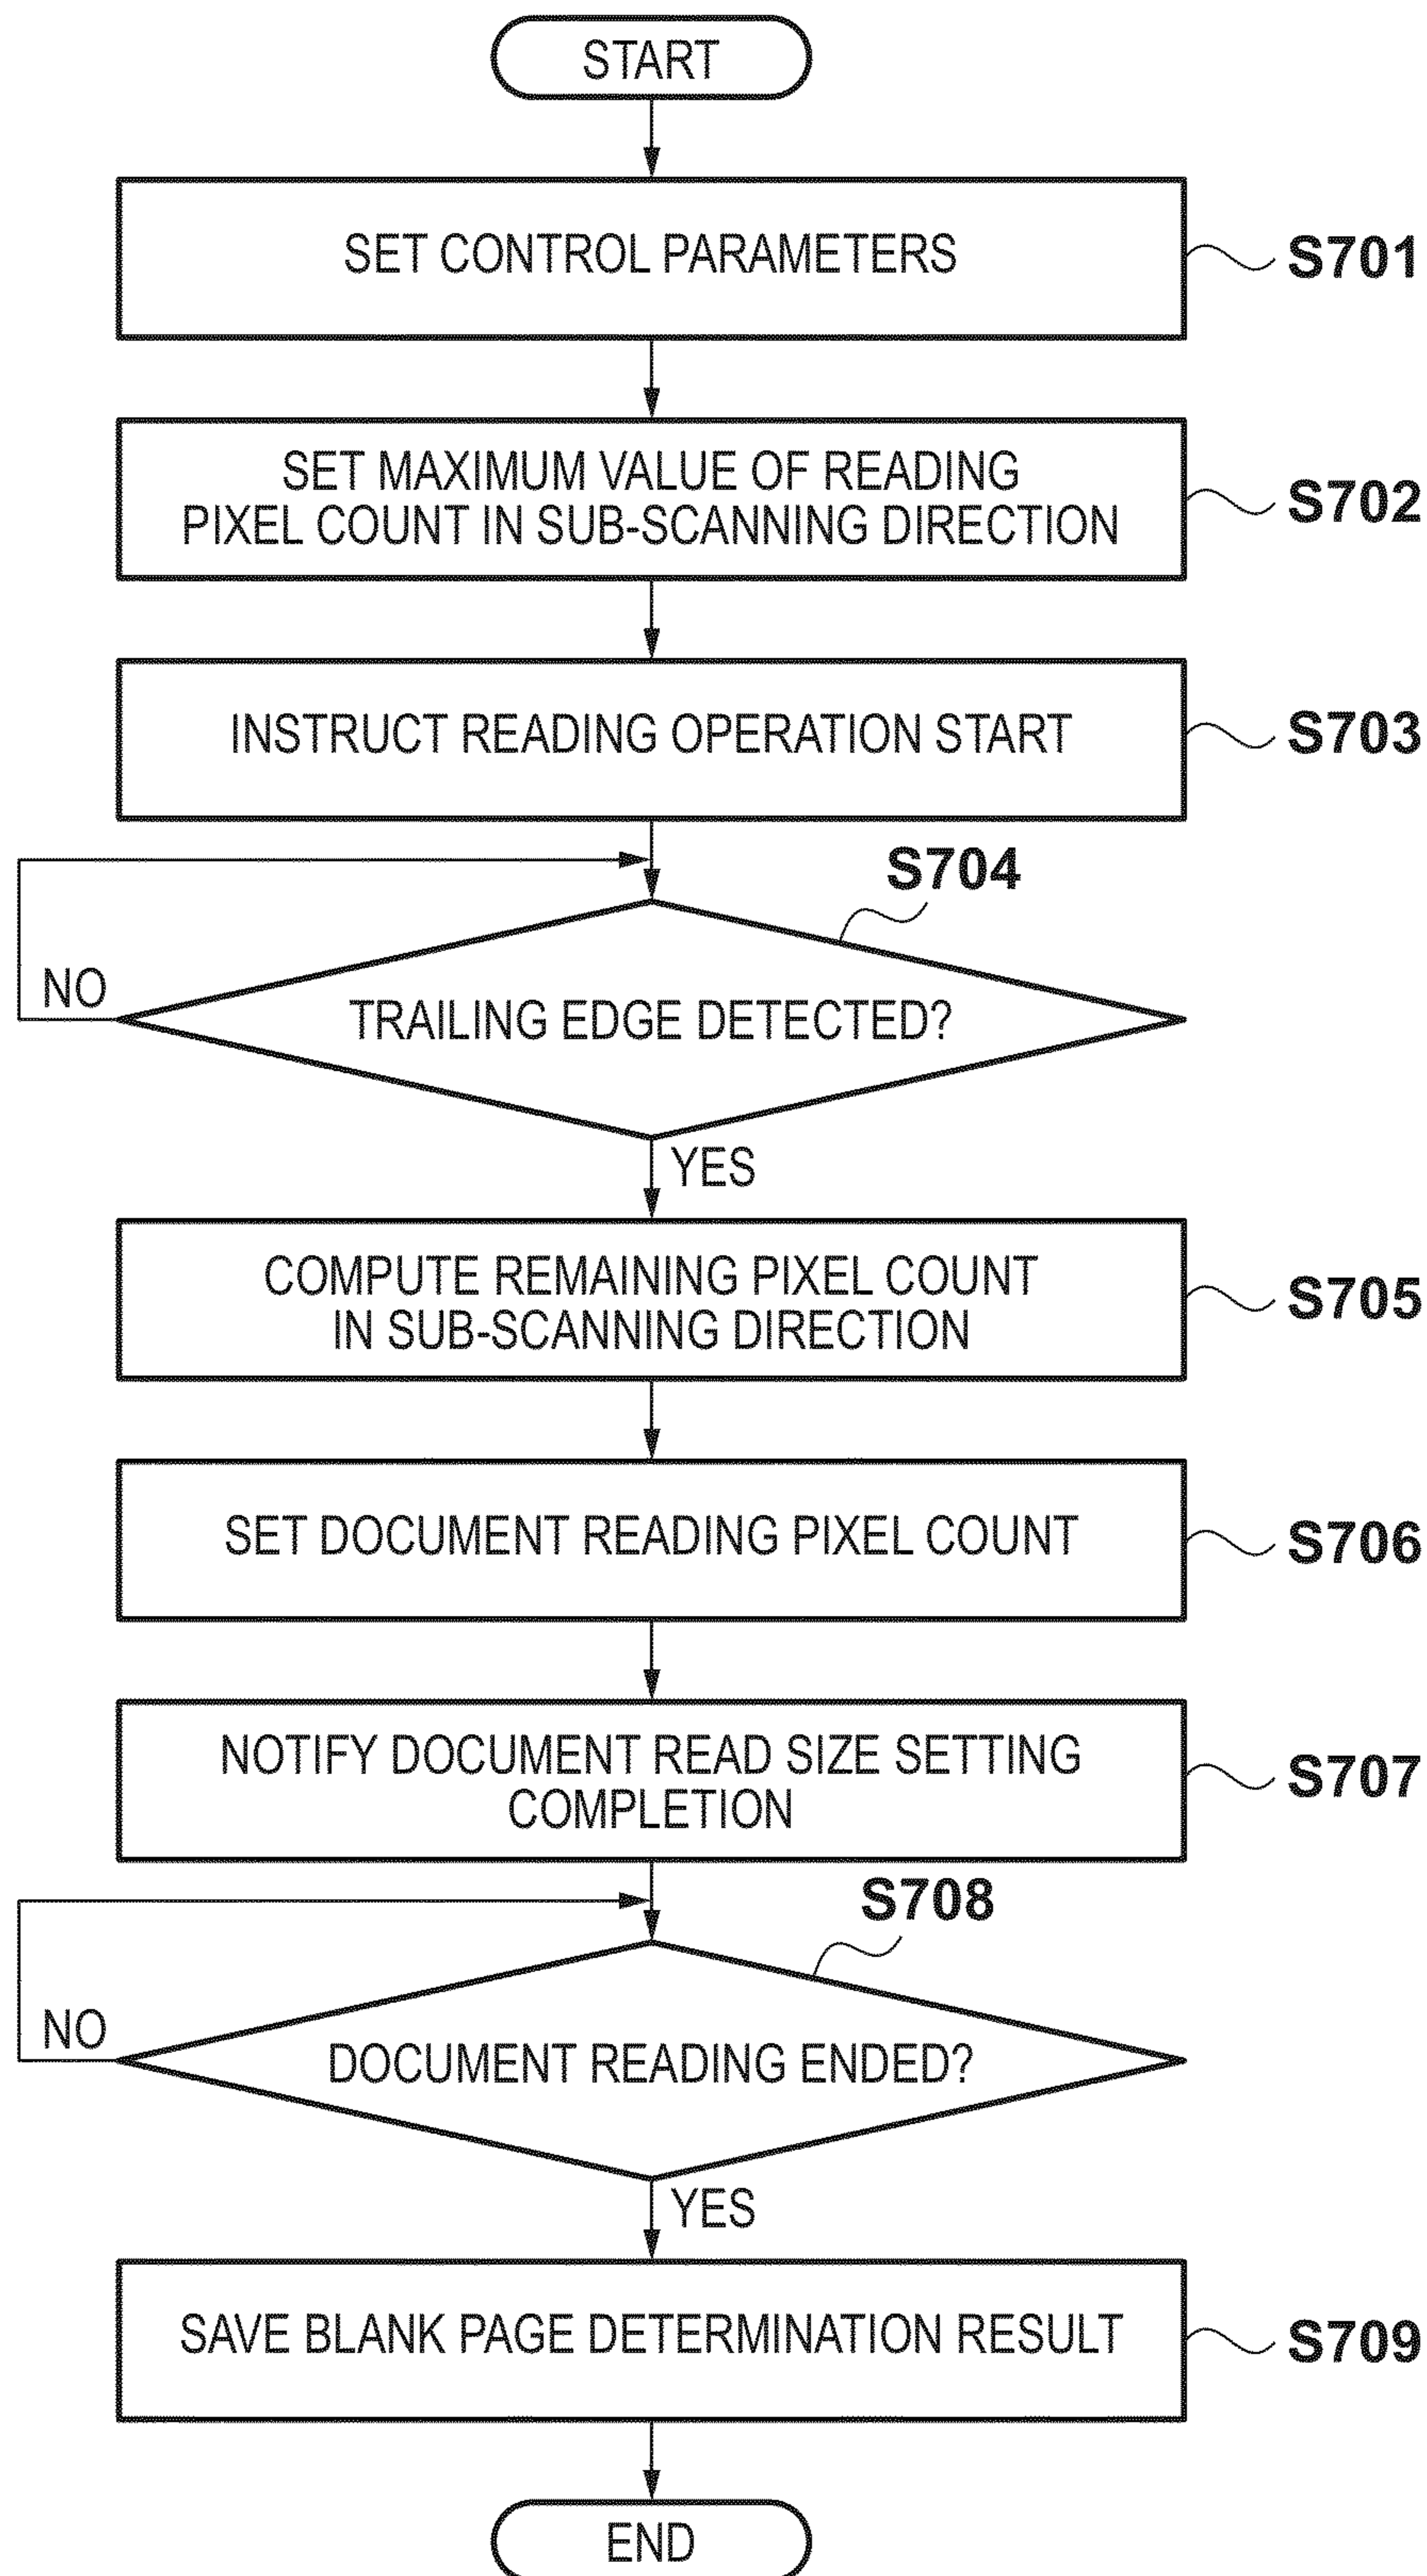 START
SET CONTROL PARAMETERS
S701
SET MAXIMUM VALUE OF READING
PIXEL COUNT IN SUB-SCANNING DIRECTION
S702
INSTRUCT READING OPERATION START
S703
S704
TRAILING EDGE DETECTED?
NO
YES
COMPUTE REMAINING PIXEL COUNT
IN SUB-SCANNING DIRECTION
S705
SET DOCUMENT READING PIXEL COUNT
S706
NOTIFY DOCUMENT READ SIZE SETTING
COMPLETION
S707
S708
NO
DOCUMENT READING ENDED?
YES
SAVE BLANK PAGE DETERMINATION RESULT
S709
END